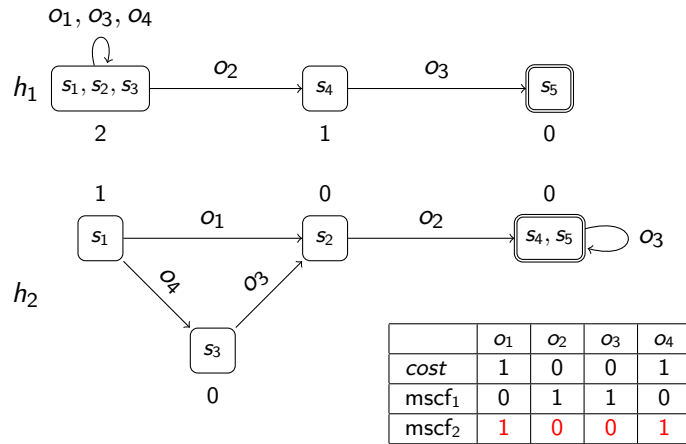 o₁, o₃, o₄
h₁ s₁, s₂, s₃ o₂ s₄ o₃ s₅
2 1 0
1 0 0
s₁ o₁ s₂ o₂ s₄, s₅ o₃
o₄ o₃
h₂
s₃
0
o₁ o₂ o₃ o₄
cost 1 0 0 1
mscf₁ 0 1 1 0
mscf₂ 1 0 0 1